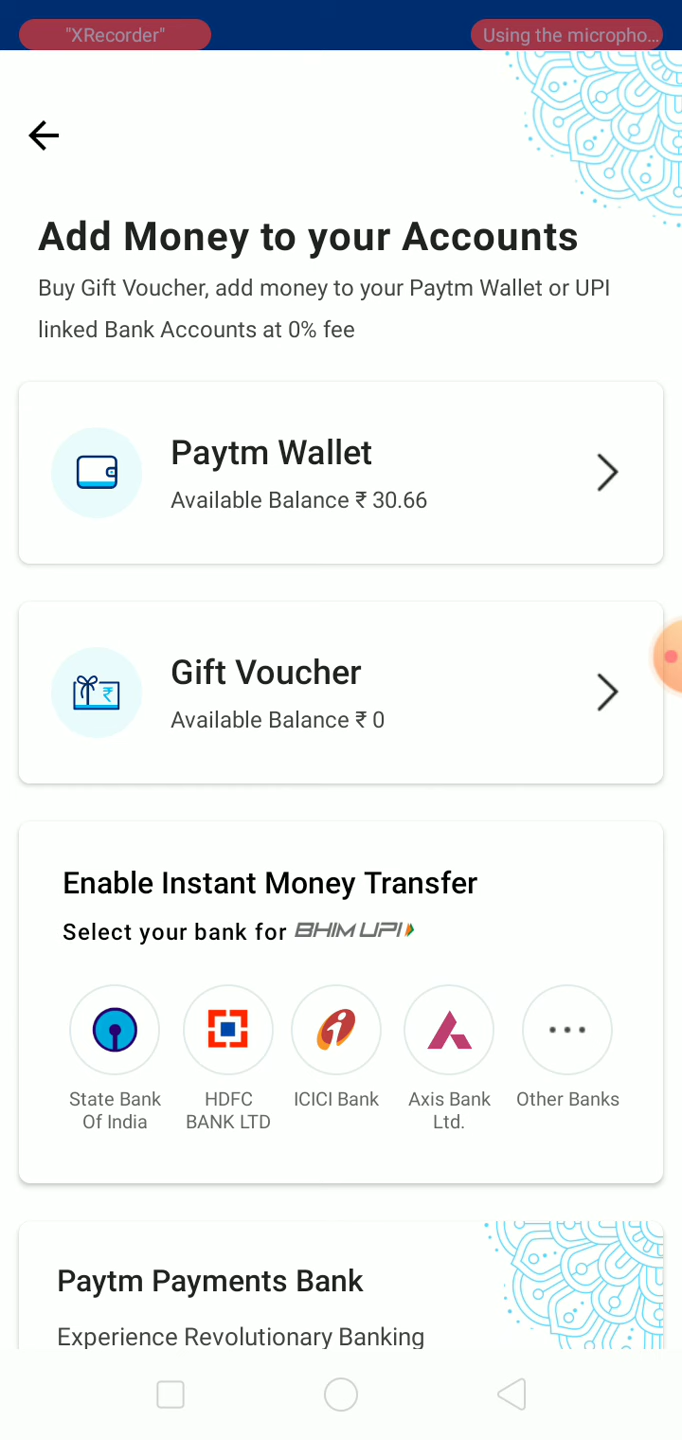 "XRecorder"
Using the micropho...
Add Money to your Accounts
Buy Gift Voucher, add money to your Paytm Wallet or UPI
linked Bank Accounts at 0% fee
Paytm Wallet
Available Balance ₹ 30.66
Gift Voucher
Available Balance ₹ 0
Enable Instant Money Transfer
Select your bank for BHIM UPI
State Bank
Of India
HDFC
BANK LTD
ICICI Bank
Axis Bank
Ltd.
Other Banks
Paytm Payments Bank
Experience Revolutionary Banking